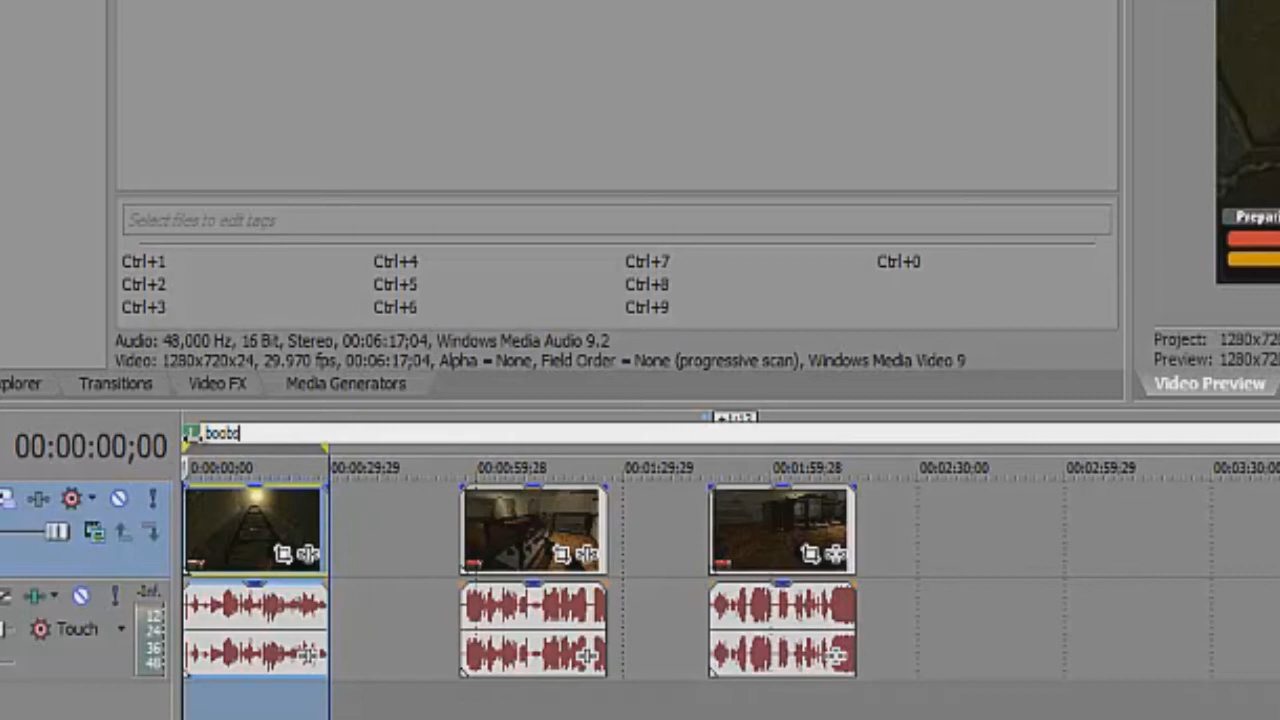 Select files to edit tags
Ctrl+1 Ctrl+4 Ctrl+7 Ctrl+0
Ctrl+2 Ctrl+5 Ctrl+8
Ctrl+3 Ctrl+6 Ctrl+9
Prepari
Audio: 48,000 Hz, 16 Bit, Stereo, 00:06:17;04, Windows Media Audio 9.2
Video: 1280x720x24, 29.970 fps, 00:06:17;04, Alpha = None, Field Order = None (progressive scan), Windows Media Video 9
Project: 1280x72
Preview: 1280x72
plorer Transitions Video FX Media Generators Video Preview
boobs
00:00:00;00
0:00:00;00 00:00:29;29 00:00:59;28 00:01:29;29 00:01:59;28 00:02:30;00 00:02:59;29 00:03:30:0
-Inf.
12
24
36
48
Touch